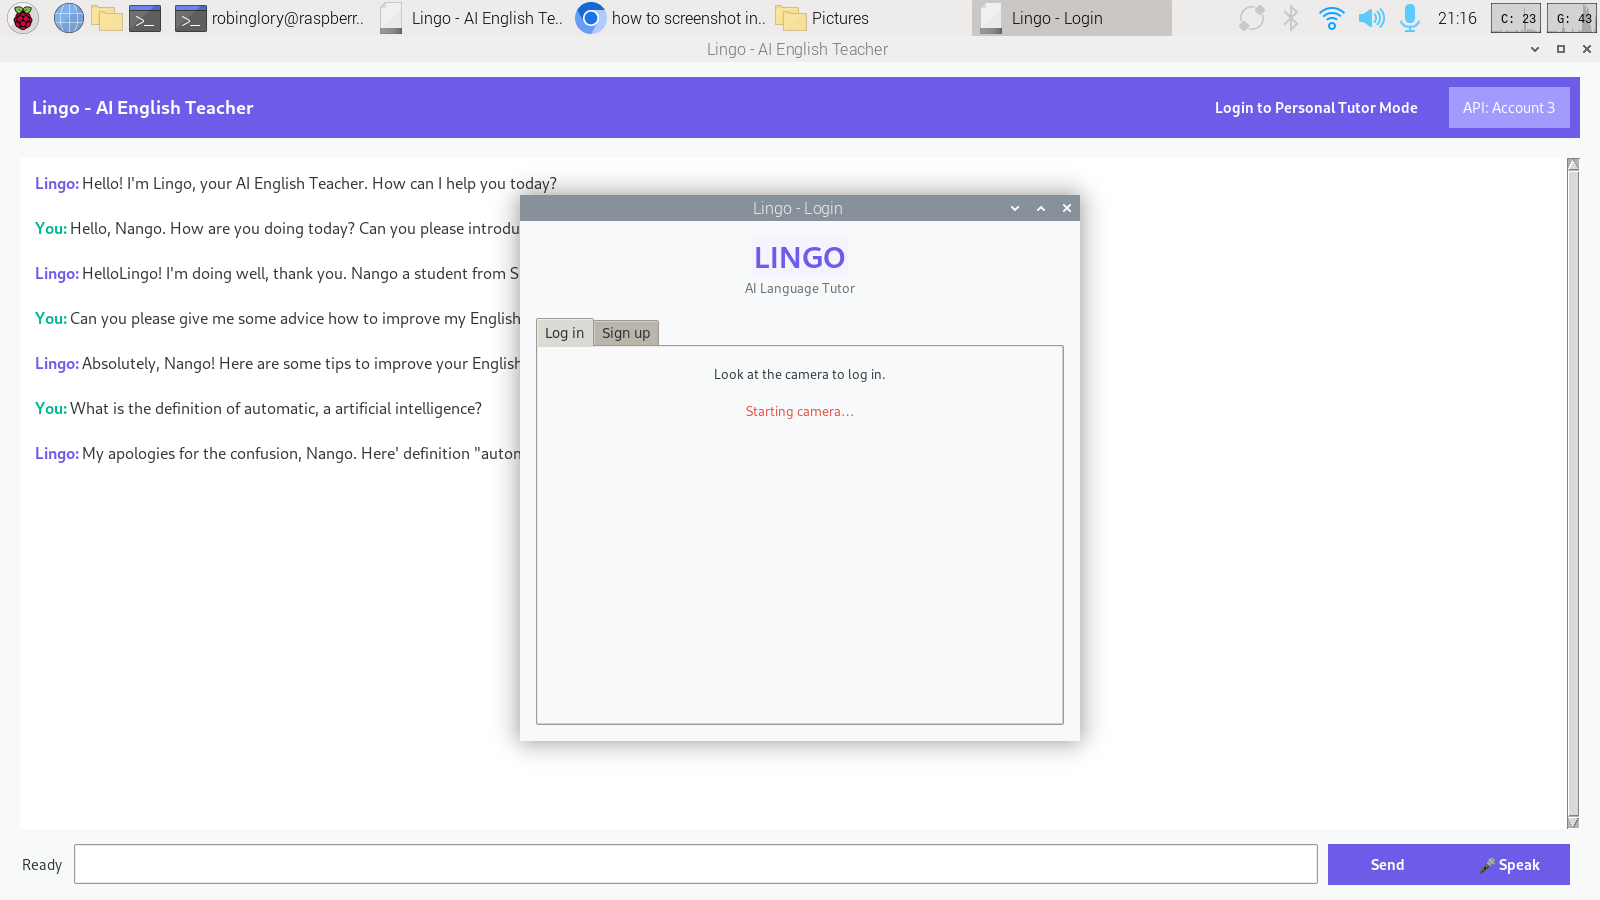 robinglory@raspberr.. Lingo - AI English Te.. how to screenshot in.. Pictures Lingo - Login 21:16 C: 23 G: 43
Lingo - AI English Teacher
Lingo - AI English Teacher Login to Personal Tutor Mode API: Account 3
Lingo: Hello! I'm Lingo, your AI English Teacher. How can I help you today?
You: Hello, Nango. How are you doing today? Can you please introdu
Lingo: HelloLingo! I'm doing well, thank you. Nango a student from S
You: Can you please give me some advice how to improve my English
Lingo: Absolutely, Nango! Here are some tips to improve your English
You: What is the definition of automatic, a artificial intelligence?
Lingo: My apologies for the confusion, Nango. Here' definition "auton
Lingo - Login
LINGO
AI Language Tutor
Log in Sign up
Look at the camera to log in.
Starting camera...
Ready Send Speak